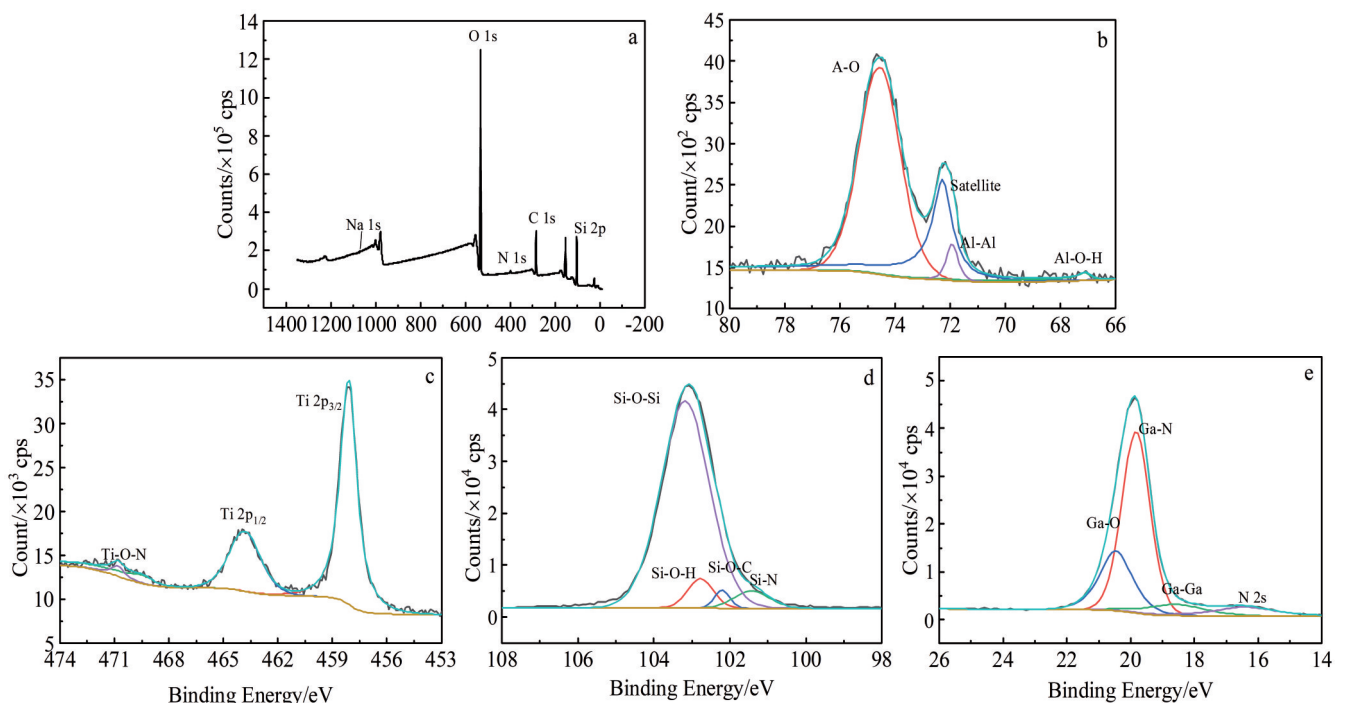 a
Counts/×10⁵ cps
14
12
10
8
6
4
2
0
O 1s
Na 1s
N 1s
C 1s
Si 2p
1400 1200 1000 800 600 400 200 0 -200
b
Count/×10² cps
45
40
35
30
25
20
15
10
A-O
Satellite
Al-Al
Al-O-H
80 78 76 74 72 70 68 66
c
Count/×10³ cps
35
30
25
20
15
10
5
Ti 2p₃/₂
Ti 2p₁/₂
Ti-O-N
474 471 468 465 462 459 456 453
Binding Energy/eV
d
Counts/×10⁴ cps
5
4
3
2
1
0
Si-O-Si
Si-O-H
Si-O-C
Si-N
108 106 104 102 100 98
Binding Energy/eV
e
Counts/×10⁴ cps
5
4
3
2
1
0
Ga-N
Ga-O
Ga-Ga
N 2s
26 24 22 20 18 16 14
Binding Energy/eV